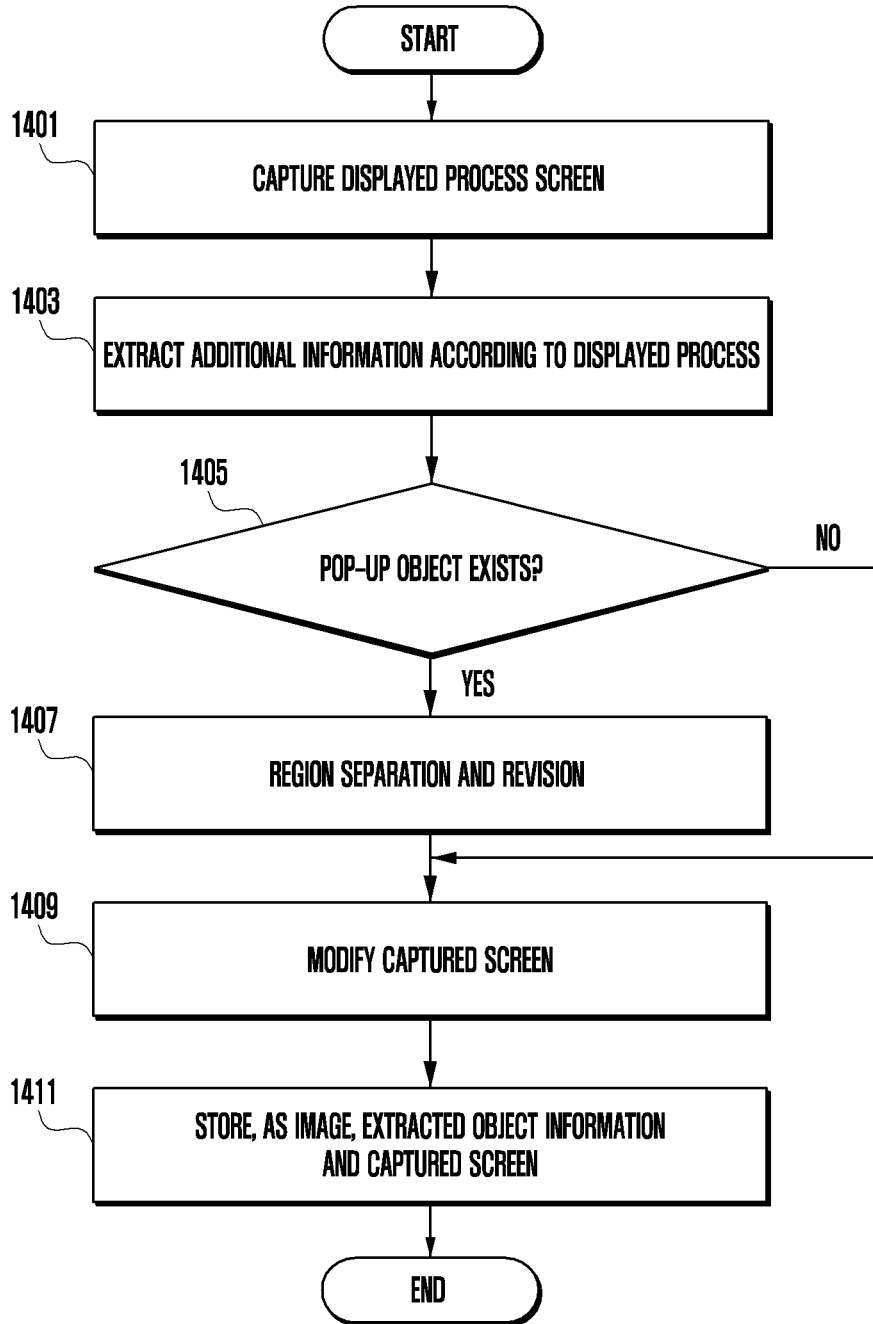 START
1401
CAPTURE DISPLAYED PROCESS SCREEN
1403
EXTRACT ADDITIONAL INFORMATION ACCORDING TO DISPLAYED PROCESS
1405
POP-UP OBJECT EXISTS?
NO
YES
1407
REGION SEPARATION AND REVISION
1409
MODIFY CAPTURED SCREEN
1411
STORE, AS IMAGE, EXTRACTED OBJECT INFORMATION
AND CAPTURED SCREEN
END